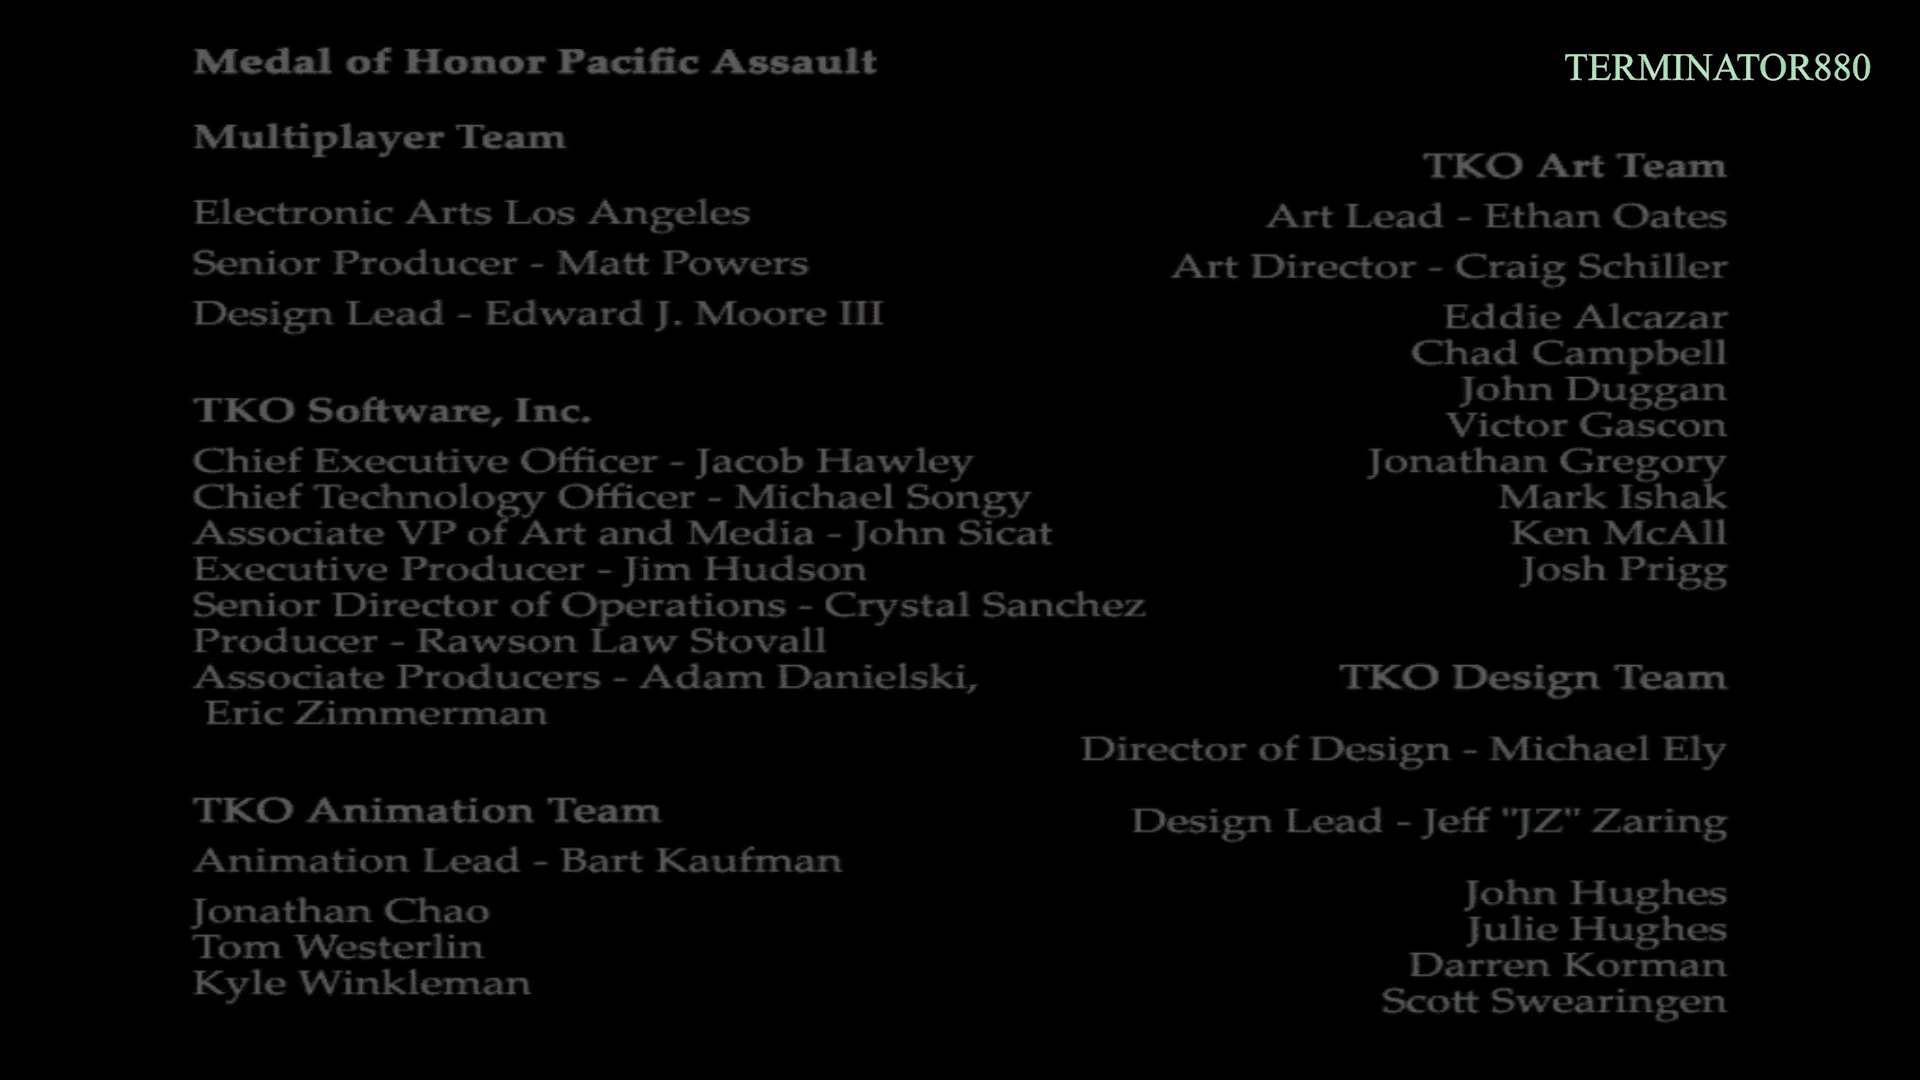 Medal of Honor Pacific Assault
Multiplayer Team
Electronic Arts Los Angeles
Senior Producer - Matt Powers
Design Lead - Edward J. Moore III
TKO Software, Inc.
Chief Executive Officer - Jacob Hawley
Chief Technology Officer - Michael Songy
Associate VP of Art and Media - John Sicat
Executive Producer - Jim Hudson
Senior Director of Operations - Crystal Sanchez
Producer - Rawson Law Stovall
Associate Producers - Adam Danielski,
Eric Zimmerman
TKO Animation Team
Animation Lead - Bart Kaufman
Jonathan Chao
Tom Westerlin
Kyle Winkleman
TERMINATOR880
TKO Art Team
Art Lead - Ethan Oates
Art Director - Craig Schiller
Eddie Alcazar
Chad Campbell
John Duggan
Victor Gascon
Jonathan Gregory
Mark Ishak
Ken McAll
Josh Prigg
TKO Design Team
Director of Design - Michael Ely
Design Lead - Jeff "JZ" Zaring
John Hughes
Julie Hughes
Darren Korman
Scott Swearingen